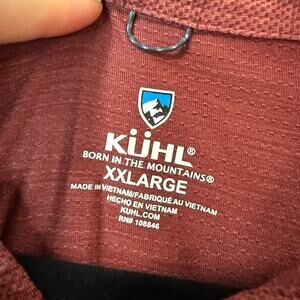 KÜHL®
BORN IN THE MOUNTAINS®
XXLARGE
MADE IN VIETNAM/FABRIQUÉ AU VIETNAM
HECHO EN VIETNAM
KUHL.COM
RN# 108846